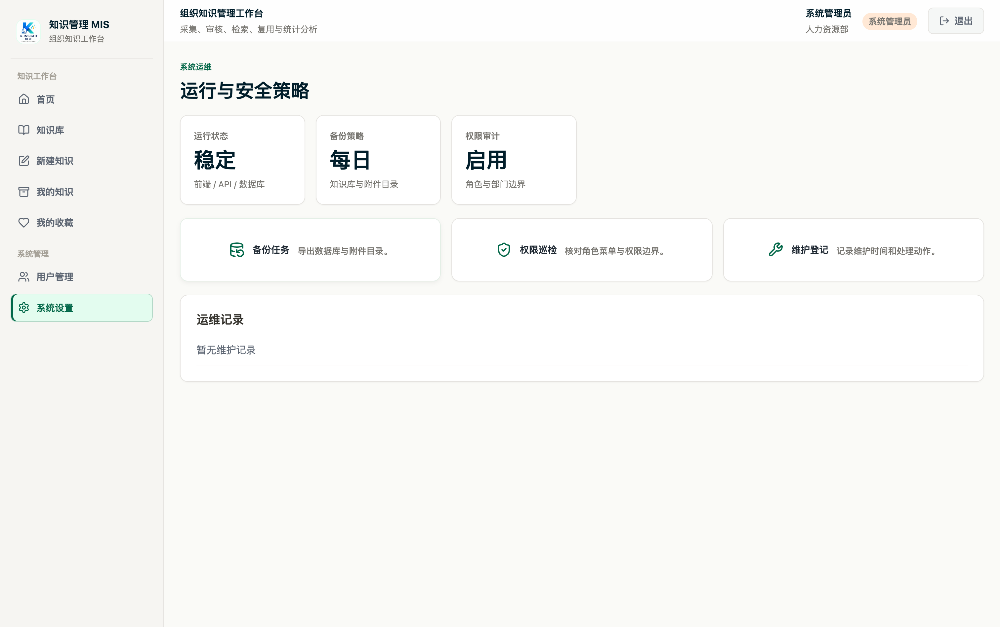 K-INSIGHT
知汇
知识管理 MIS
组织知识工作台
知识工作台
首页
知识库
新建知识
我的知识
我的收藏
系统管理
用户管理
系统设置
组织知识管理工作台
采集、审核、检索、复用与统计分析
系统管理员
人力资源部
系统管理员
退出
系统运维
运行与安全策略
运行状态
稳定
前端 / API / 数据库
备份策略
每日
知识库与附件目录
权限审计
启用
角色与部门边界
备份任务 导出数据库与附件目录。
权限巡检 核对角色菜单与权限边界。
维护登记 记录维护时间和处理动作。
运维记录
暂无维护记录